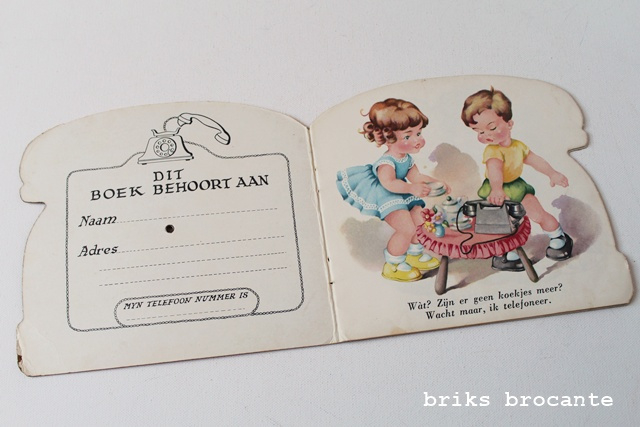 DIT
BOEK BEHOORT AAN
Naam
Adres
MYN TELEFOON NUMMER IS
Wát? Zijn er geen koekjes meer?
Wacht maar, ik telefoneer.
briks brocante